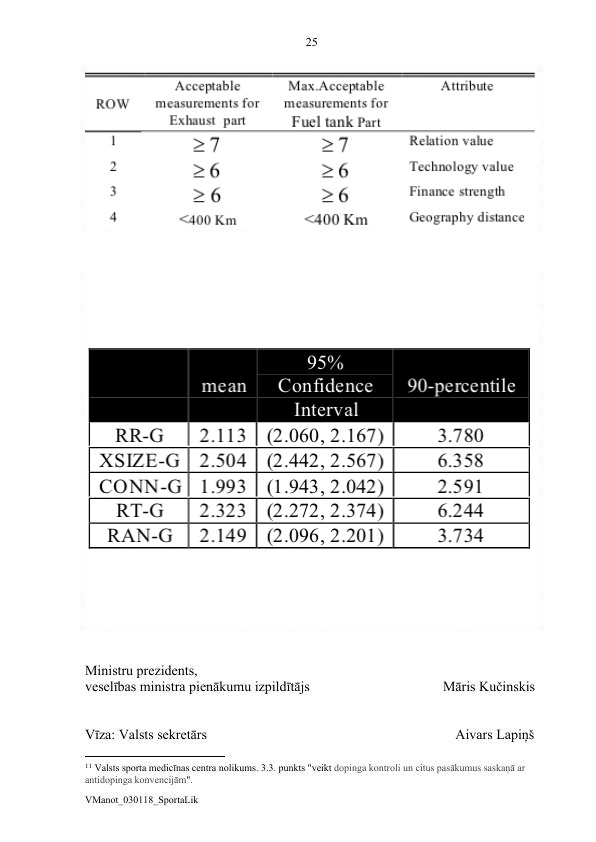 25
ROW Acceptable measurements for Exhaust part Max.Acceptable measurements for Fuel tank Part Attribute
1 ≥ 7 ≥ 7 Relation value
2 ≥ 6 ≥ 6 Technology value
3 ≥ 6 ≥ 6 Finance strength
4 <400 Km <400 Km Geography distance
mean 95% Confidence Interval 90-percentile
RR-G 2.113 (2.060, 2.167) 3.780
XSIZE-G 2.504 (2.442, 2.567) 6.358
CONN-G 1.993 (1.943, 2.042) 2.591
RT-G 2.323 (2.272, 2.374) 6.244
RAN-G 2.149 (2.096, 2.201) 3.734
Ministru prezidents,
veselības ministra pienākumu izpildītājs Māris Kučinskis
Vīza: Valsts sekretārs Aivars Lapiņš
11 Valsts sporta medicīnas centra nolikums. 3.3. punkts "veikt dopinga kontroli un citus pasākumus saskaņā ar
antidopinga konvencijām".
VManot_030118_SportaLik